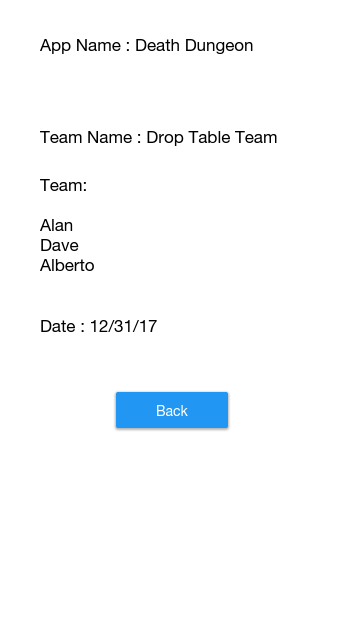 App Name : Death Dungeon
Team Name : Drop Table Team
Team:
Alan
Dave
Alberto
Date : 12/31/17
Back